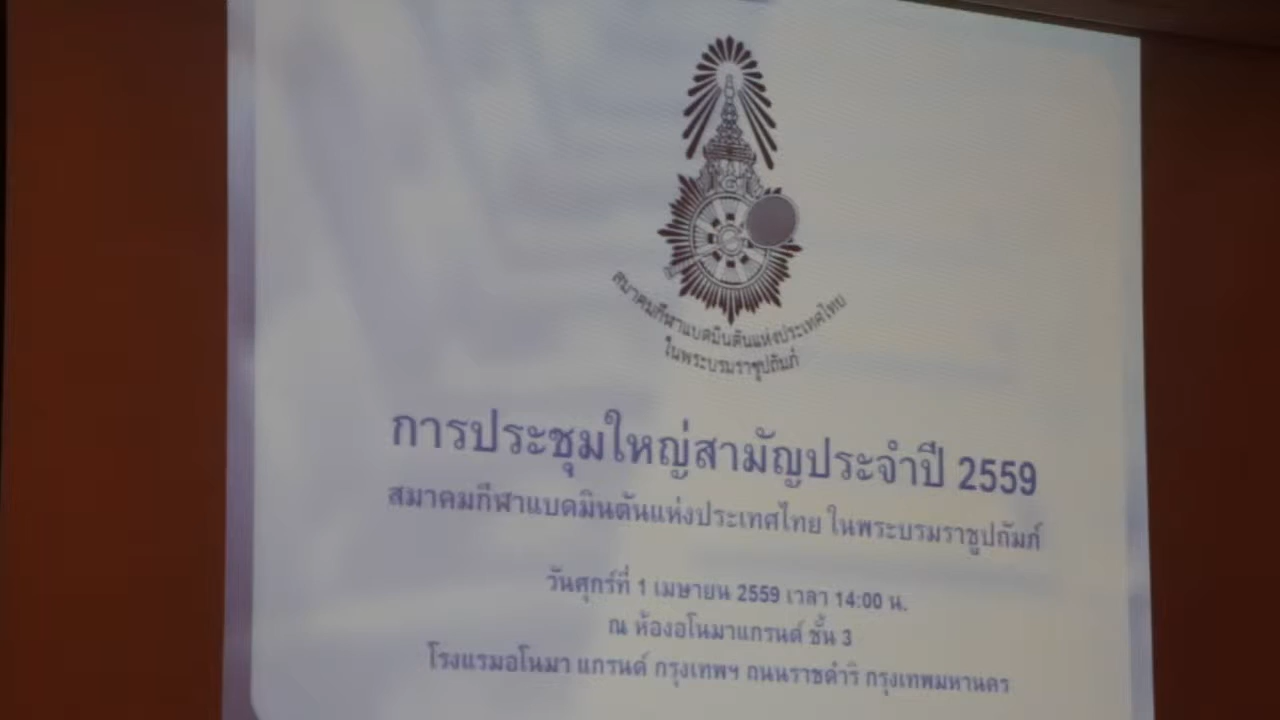 สมาคมกีฬาแบดมินตันแห่งประเทศไทย
ในพระบรมราชูปถัมภ์
การประชุมใหญ่สามัญประจำปี 2559
สมาคมกีฬาแบดมินตันแห่งประเทศไทย ในพระบรมราชูปถัมภ์
วันศุกร์ที่ 1 เมษายน 2559 เวลา 14:00 น.
ณ ห้องอโนมาแกรนด์ ชั้น 3
โรงแรมอโนมา แกรนด์ กรุงเทพฯ ถนนราชดำริ กรุงเทพมหานคร